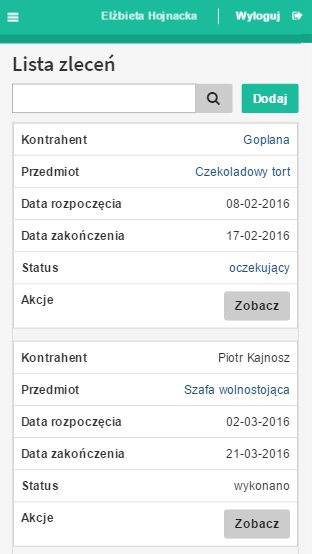 Elżbieta Hojnacka Wyloguj
Lista zleceń
Dodaj
Kontrahent Goplana
Przedmiot Czekoladowy tort
Data rozpoczęcia 08-02-2016
Data zakończenia 17-02-2016
Status oczekujący
Akcje Zobacz
Kontrahent Piotr Kajnosz
Przedmiot Szafa wolnostojąca
Data rozpoczęcia 02-03-2016
Data zakończenia 21-03-2016
Status wykonano
Akcje Zobacz